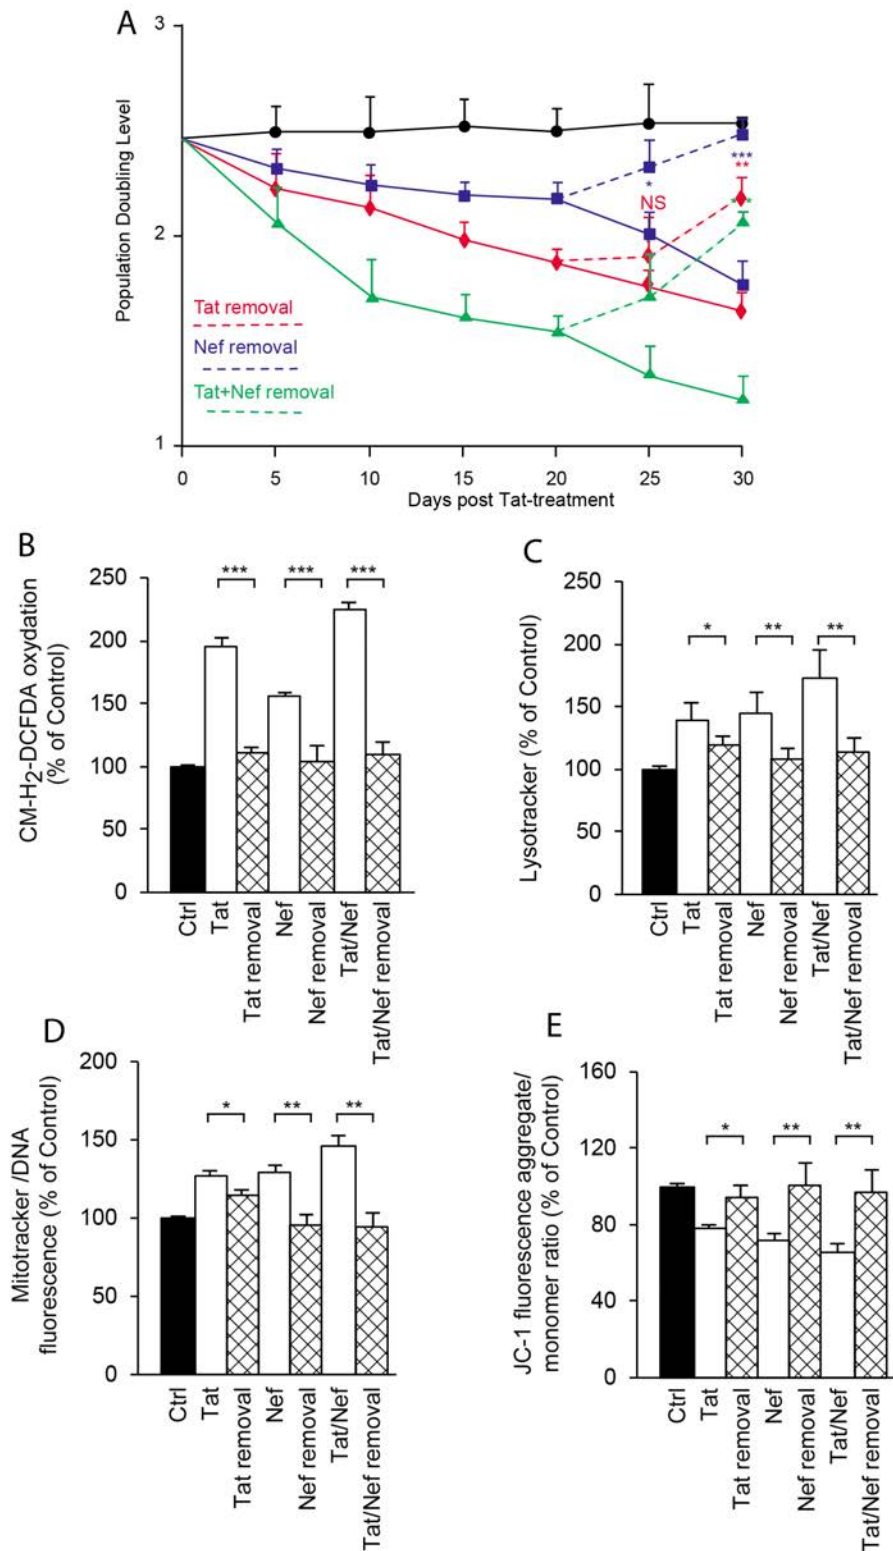 A
3
2
1
Population Doubling Level
***
**
*
NS
Tat removal
Nef removal
Tat+Nef removal
0 5 10 15 20 25 30
Days post Tat-treatment
B
CM-H2-DCFDA oxydation
(% of Control)
250
200
150
100
50
0
*** *** ***
Ctrl
Tat
Tat removal
Nef
Nef removal
Tat/Nef
Tat/Nef removal
C
Lysotracker (% of Control)
250
200
150
100
50
0
* ** **
Ctrl
Tat
Tat removal
Nef
Nef removal
Tat/Nef
Tat/Nef removal
D
Mitotracker /DNA
fluorescence (% of Control)
200
150
100
50
0
* ** **
Ctrl
Tat
Tat removal
Nef
Nef removal
Tat/Nef
Tat/Nef removal
E
JC-1 fluorescence aggregate/
monomer ratio (% of Control)
160
120
80
40
0
* ** **
Ctrl
Tat
Tat removal
Nef
Nef removal
Tat/Nef
Tat/Nef removal